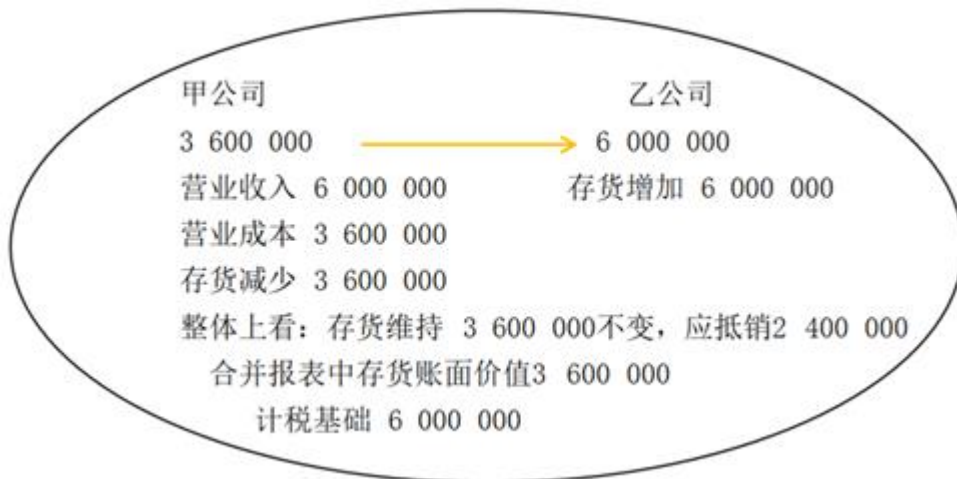 甲公司 乙公司
3 600 000 6 000 000
营业收入 6 000 000 存货增加 6 000 000
营业成本 3 600 000
存货减少 3 600 000
整体上看：存货维持 3 600 000不变，应抵销2 400 000
合并报表中存货账面价值3 600 000
计税基础 6 000 000